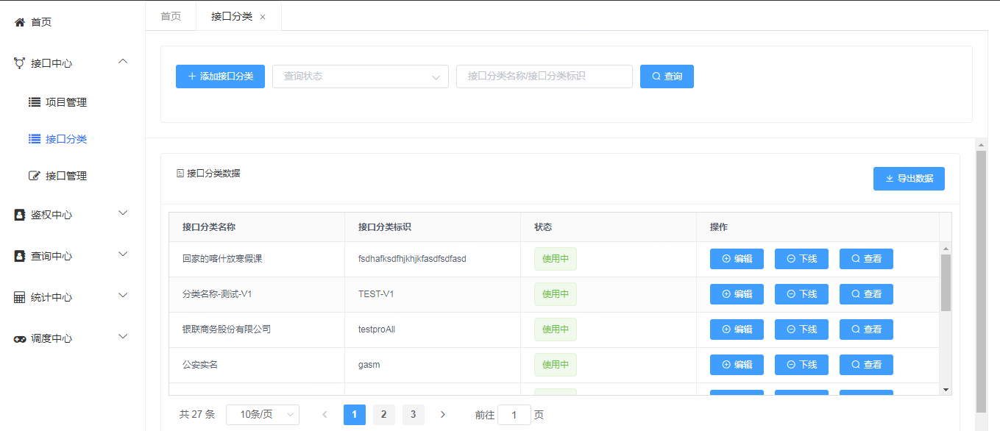 首页
接口中心
项目管理
接口分类
接口管理
鉴权中心
查询中心
统计中心
调度中心
首页 接口分类 ×
+ 添加接口分类 查询状态 接口分类名称/接口分类标识 查询
接口分类数据 导出数据
接口分类名称 接口分类标识 状态 操作
回家的喀什放寒假课 fsdhafksdfhjkhjkfasdfsdfasd 使用中 编辑 下线 查看
分类名称-测试-V1 TEST-V1 使用中 编辑 下线 查看
银联商务股份有限公司 testproAll 使用中 编辑 下线 查看
公安实名 gasm 使用中 编辑 下线 查看
共 27 条 10条/页 1 2 3 前往 1 页